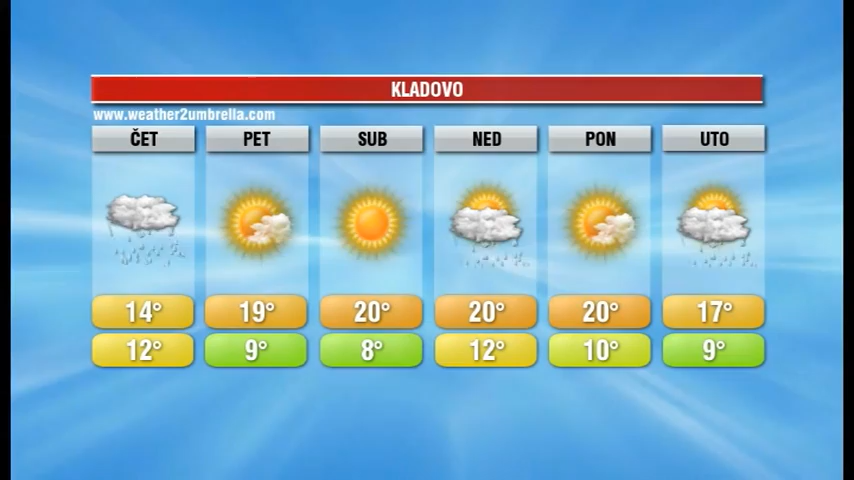 KLADOVO
www.weather2umbrella.com
ČET PET SUB NED PON UTO
14° 19° 20° 20° 20° 17°
12° 9° 8° 12° 10° 9°